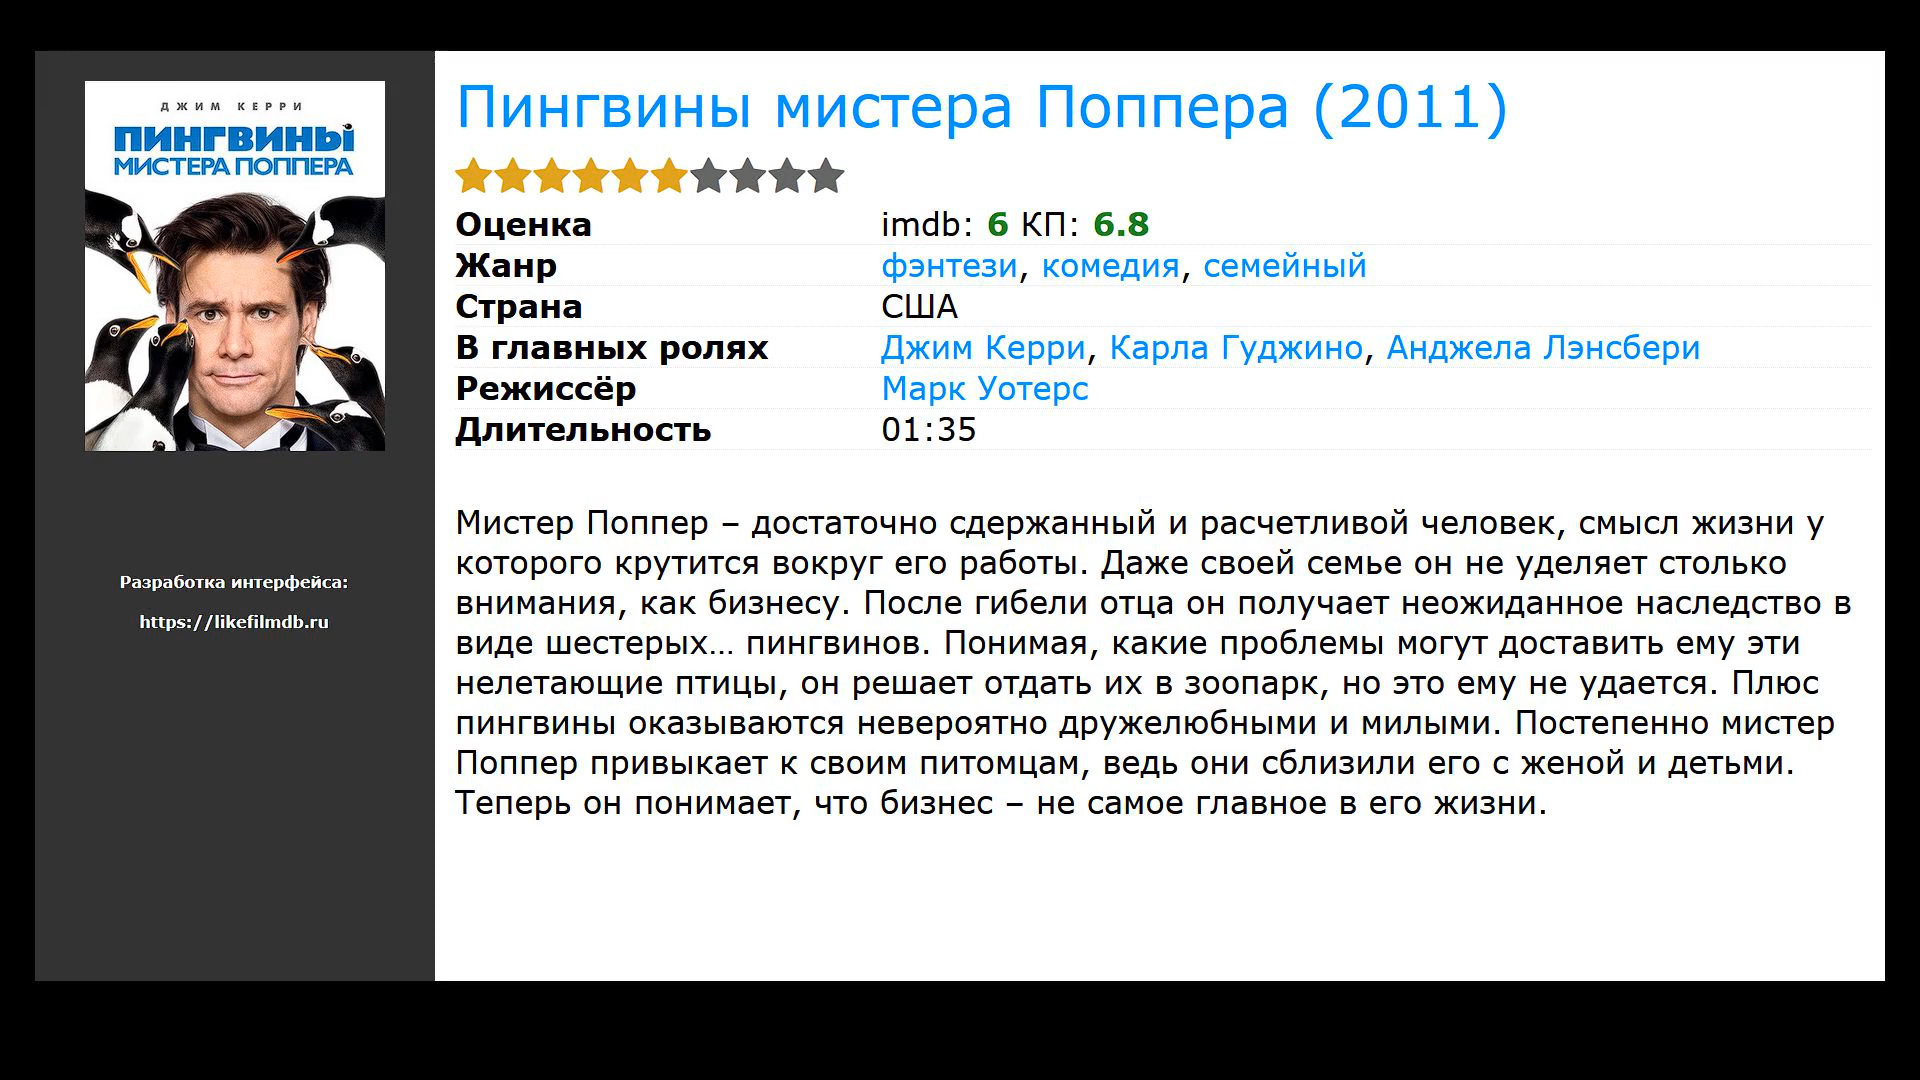 ДЖИМ КЕРРИ
ПИНГВИНЫ
МИСТЕРА ПОППЕРА
Разработка интерфейса:
https://likefilmdb.ru
Пингвины мистера Поппера (2011)
Оценка imdb: 6 КП: 6.8
Жанр фэнтези, комедия, семейный
Страна США
В главных ролях Джим Керри, Карла Гуджино, Анджела Лэнсбери
Режиссёр Марк Уотерс
Длительность 01:35
Мистер Поппер – достаточно сдержанный и расчетливой человек, смысл жизни у
которого крутится вокруг его работы. Даже своей семье он не уделяет столько
внимания, как бизнесу. После гибели отца он получает неожиданное наследство в
виде шестерых… пингвинов. Понимая, какие проблемы могут доставить ему эти
нелетающие птицы, он решает отдать их в зоопарк, но это ему не удается. Плюс
пингвины оказываются невероятно дружелюбными и милыми. Постепенно мистер
Поппер привыкает к своим питомцам, ведь они сблизили его с женой и детьми.
Теперь он понимает, что бизнес – не самое главное в его жизни.